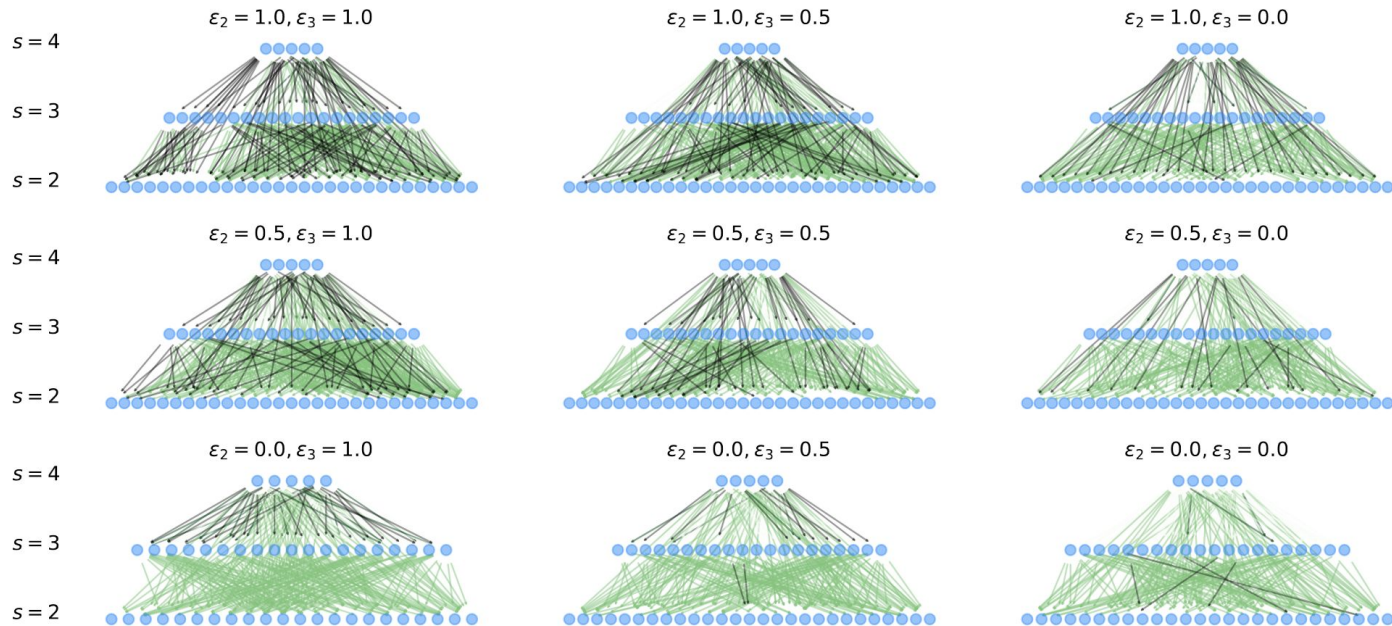 ε₂ = 1.0, ε₃ = 1.0
ε₂ = 1.0, ε₃ = 0.5
ε₂ = 1.0, ε₃ = 0.0
s = 4
s = 3
s = 2
ε₂ = 0.5, ε₃ = 1.0
ε₂ = 0.5, ε₃ = 0.5
ε₂ = 0.5, ε₃ = 0.0
s = 4
s = 3
s = 2
ε₂ = 0.0, ε₃ = 1.0
ε₂ = 0.0, ε₃ = 0.5
ε₂ = 0.0, ε₃ = 0.0
s = 4
s = 3
s = 2